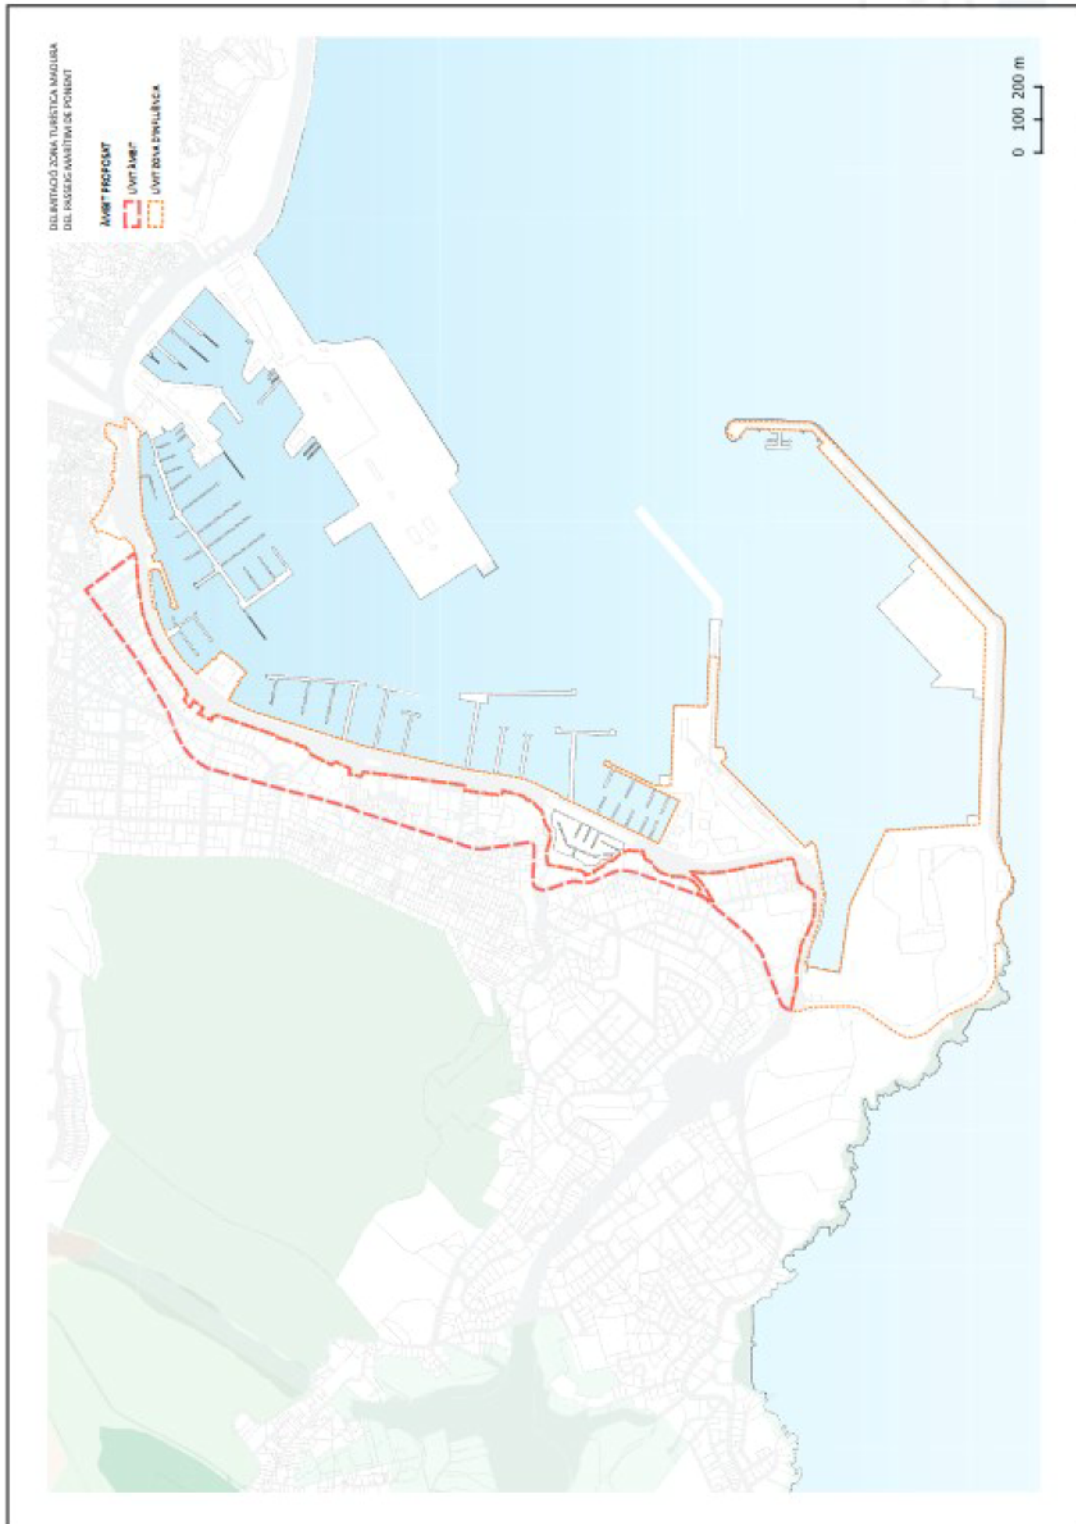 DELIMITACIÓ ZONA TURÍSTICA MADURA
DEL PASSEIG MARÍTIM DE PONENT
ÀMBIT PROPOSAT
LÍMIT ÀMBIT
LÍMIT ZONA D'INFLUÈNCIA
0 100 200 m